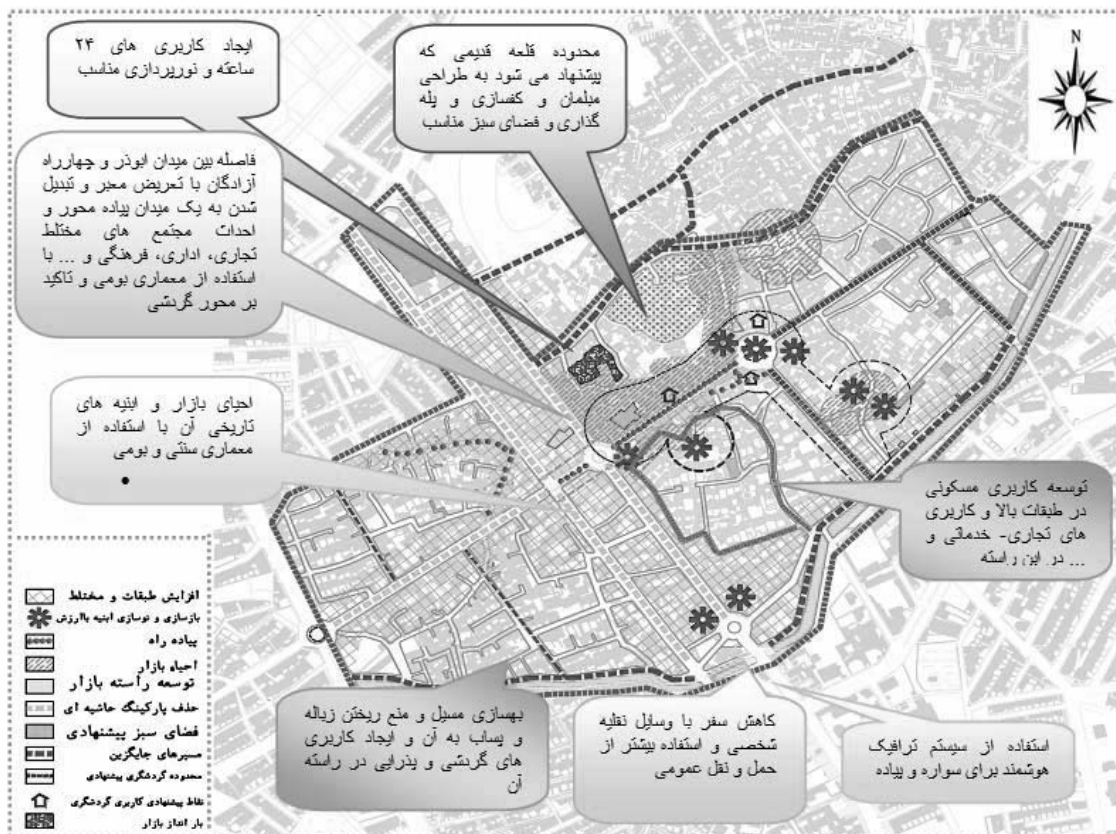 ایجاد کاربری های ۲۴
ساعته و نورپردازی مناسب
محدوده قلعه قدیمی که
پیشنهاد می شود به طراحی
مبلمان و کفسازی و پله
گذاری و فضای سبز مناسب
N
فاصله بین میدان ابوذر و چهارراه
آزادگان با تعریض معبر و تبدیل
شدن به یک میدان پیاده محور و
احداث مجتمع های مختلط
تجاری، اداری، فرهنگی و ... با
استفاده از معماری بومی و تاکید
بر محور گردشی
احیای بازار و ابنیه های
تاریخی آن با استفاده از
معماری سنتی و بومی
•
توسعه کاربری مسکونی
در طبقات بالا و کاربری
های تجاری- خدماتی و
... در این راسته
افزایش طبقات و مختلط
بازسازی و نوسازی ابنیه باارزش
پیاده راه
احیاء بازار
توسعه راسته بازار
حذف پارکینگ حاشیه ای
فضای سبز پیشنهادی
مسیرهای جایگزین
محدوده گردشگری پیشنهادی
نقاط پیشنهادی کاربری گردشگری
بار انداز بازار
بهسازی مسیل و منع ریختن زباله
و پساب به آن و ایجاد کاربری
های گردشی و پذرایی در راسته
آن
کاهش سفر با وسایل نقلیه
شخصی و استفاده بیشتر از
حمل و نقل عمومی
استفاده از سیستم ترافیک
هوشمند برای سواره و پیاده